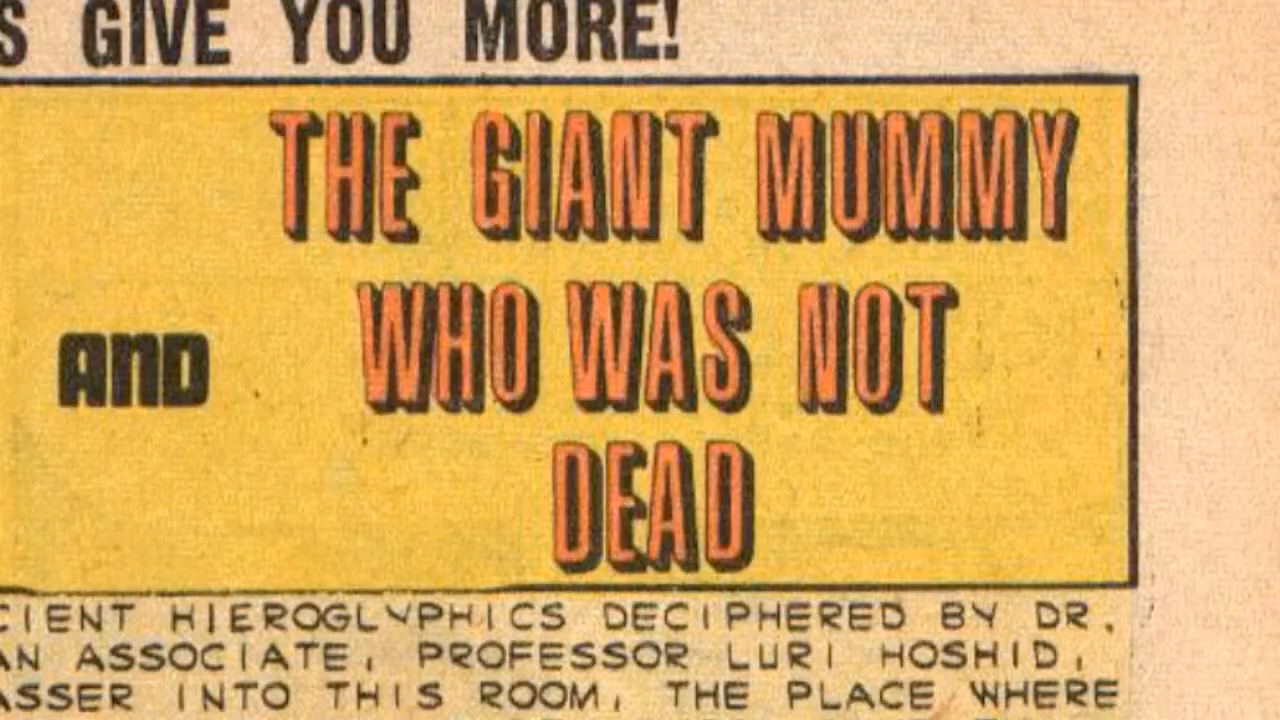 S GIVE YOU MORE!
THE GIANT MUMMY
AND WHO WAS NOT
DEAD
CIENT HIEROGLYPHICS DECIPHERED BY DR.
AN ASSOCIATE, PROFESSOR LURI HOSHID,
ASSER INTO THIS ROOM, THE PLACE WHERE